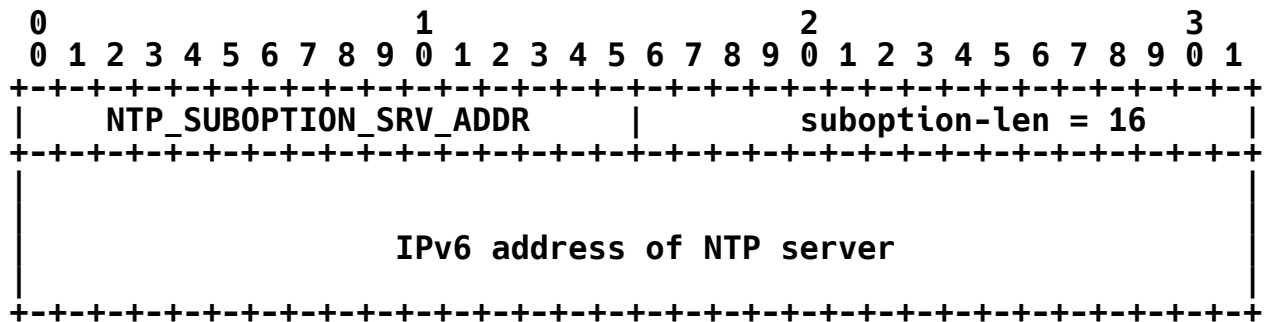 0                   1                   2                   3
 0 1 2 3 4 5 6 7 8 9 0 1 2 3 4 5 6 7 8 9 0 1 2 3 4 5 6 7 8 9 0 1
+-+-+-+-+-+-+-+-+-+-+-+-+-+-+-+-+-+-+-+-+-+-+-+-+-+-+-+-+-+-+-+-+
|    NTP_SUBOPTION_SRV_ADDR     |        suboption-len = 16     |
+-+-+-+-+-+-+-+-+-+-+-+-+-+-+-+-+-+-+-+-+-+-+-+-+-+-+-+-+-+-+-+-+
|                                                               |
|                                                               |
|                   IPv6 address of NTP server                  |
|                                                               |
+-+-+-+-+-+-+-+-+-+-+-+-+-+-+-+-+-+-+-+-+-+-+-+-+-+-+-+-+-+-+-+-+